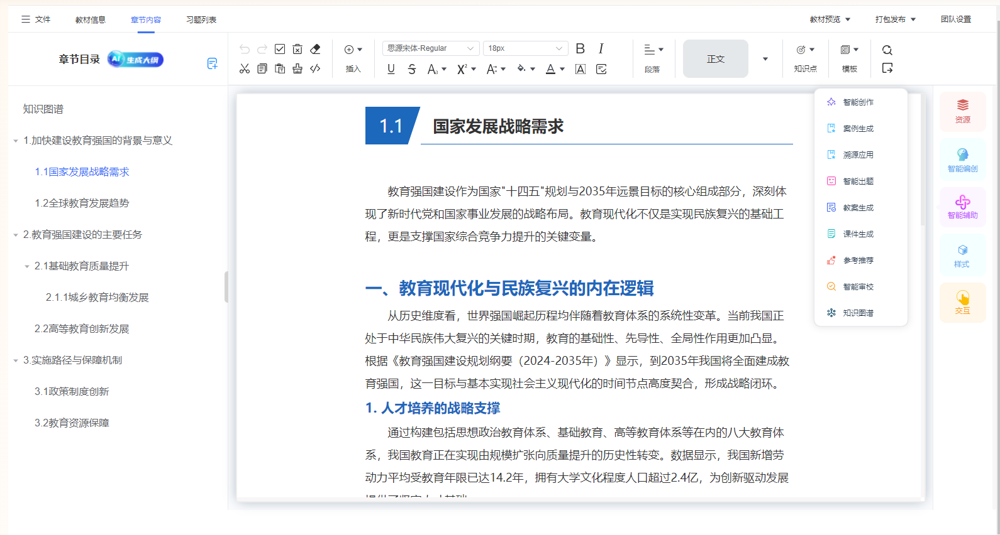 文件 教材信息 章节内容 习题列表 教材预览 打包发布 团队设置
章节目录 AI 生成大纲
思源宋体-Regular 18px
插入 段落 正文 知识点 模板
知识图谱
1.加快建设教育强国的背景与意义
1.1国家发展战略需求
1.2全球教育发展趋势
2.教育强国建设的主要任务
2.1基础教育质量提升
2.1.1城乡教育均衡发展
2.2高等教育创新发展
3.实施路径与保障机制
3.1政策制度创新
3.2教育资源保障
1.1 国家发展战略需求
教育强国建设作为国家"十四五"规划与2035年远景目标的核心组成部分，深刻体
现了新时代党和国家事业发展的战略布局。教育现代化不仅是实现民族复兴的基础工
程，更是支撑国家综合竞争力提升的关键变量。
一、教育现代化与民族复兴的内在逻辑
从历史维度看，世界强国崛起历程均伴随着教育体系的系统性变革。当前我国正
处于中华民族伟大复兴的关键时期，教育的基础性、先导性、全局性作用更加凸显。
根据《教育强国建设规划纲要（2024-2035年）》显示，到2035年我国将全面建成教
育强国，这一目标与基本实现社会主义现代化的时间节点高度契合，形成战略闭环。
1. 人才培养的战略支撑
通过构建包括思想政治教育体系、基础教育、高等教育体系等在内的八大教育体
系，我国教育正在实现由规模扩张向质量提升的历史性转变。数据显示，我国新增劳
动力平均受教育年限已达14.2年，拥有大学文化程度人口超过2.4亿，为创新驱动发展
智能创作
案例生成
溯源应用
智能出题
教案生成
课件生成
参考推荐
智能审校
知识图谱
资源
智能编创
智能辅助
样式
交互